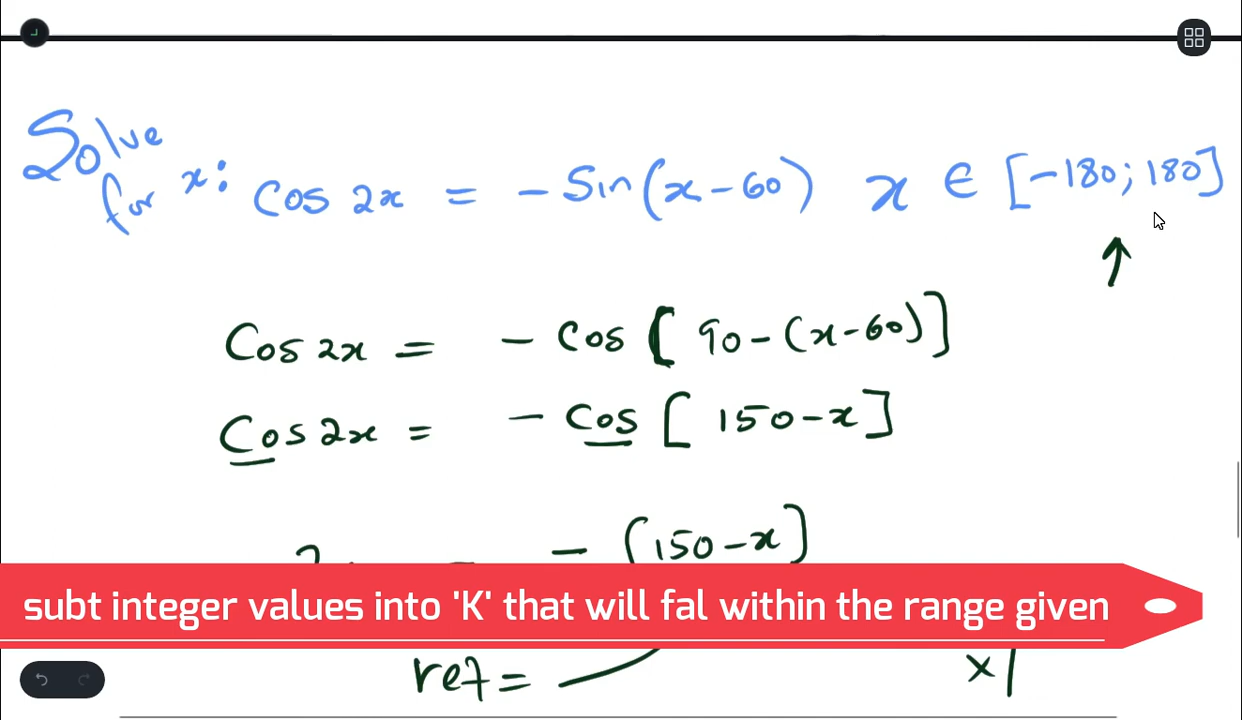 Solve
for x: Cos 2x = - Sin(x-60) x ∈ [-180; 180]
Cos 2x = - Cos [ 90-(x-60)]
Cos 2x = - Cos [ 150-x]
- (150-x)
subt integer values into 'K' that will fal within the range given
ref =